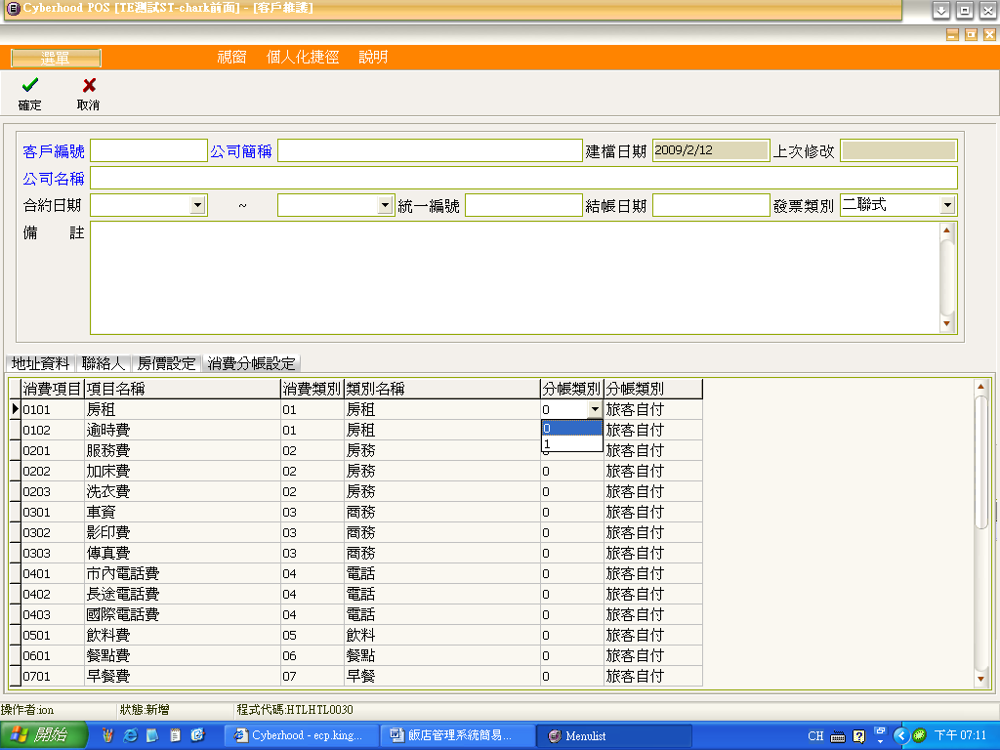 Cyberhood POS [TE測試ST-chark前面] - [客戶維護]
選單 視窗 個人化捷徑 說明
確定 取消
客戶編號 公司簡稱 建檔日期 2009/2/12 上次修改
公司名稱
合約日期 ~ 統一編號 結帳日期 發票類別 二聯式
備 註
地址資料 聯絡人 房價設定 消費分帳設定
消費項目 項目名稱 消費類別 類別名稱 分帳類別 分帳類別
0101 房租 01 房租 0 旅客自付
0102 逾時費 01 房租 0 旅客自付
0201 服務費 02 房務 1 旅客自付
0202 加床費 02 房務 0 旅客自付
0203 洗衣費 02 房務 0 旅客自付
0301 車資 03 商務 0 旅客自付
0302 影印費 03 商務 0 旅客自付
0303 傳真費 03 商務 0 旅客自付
0401 市內電話費 04 電話 0 旅客自付
0402 長途電話費 04 電話 0 旅客自付
0403 國際電話費 04 電話 0 旅客自付
0501 飲料費 05 飲料 0 旅客自付
0601 餐點費 06 餐點 0 旅客自付
0701 早餐費 07 早餐 0 旅客自付
操作者:ion 狀態:新增 程式代碼:HTLHTL0030
開始 Cyberhood - ecp king... 飯店管理系統簡易... Menulist CH 下午 07:11